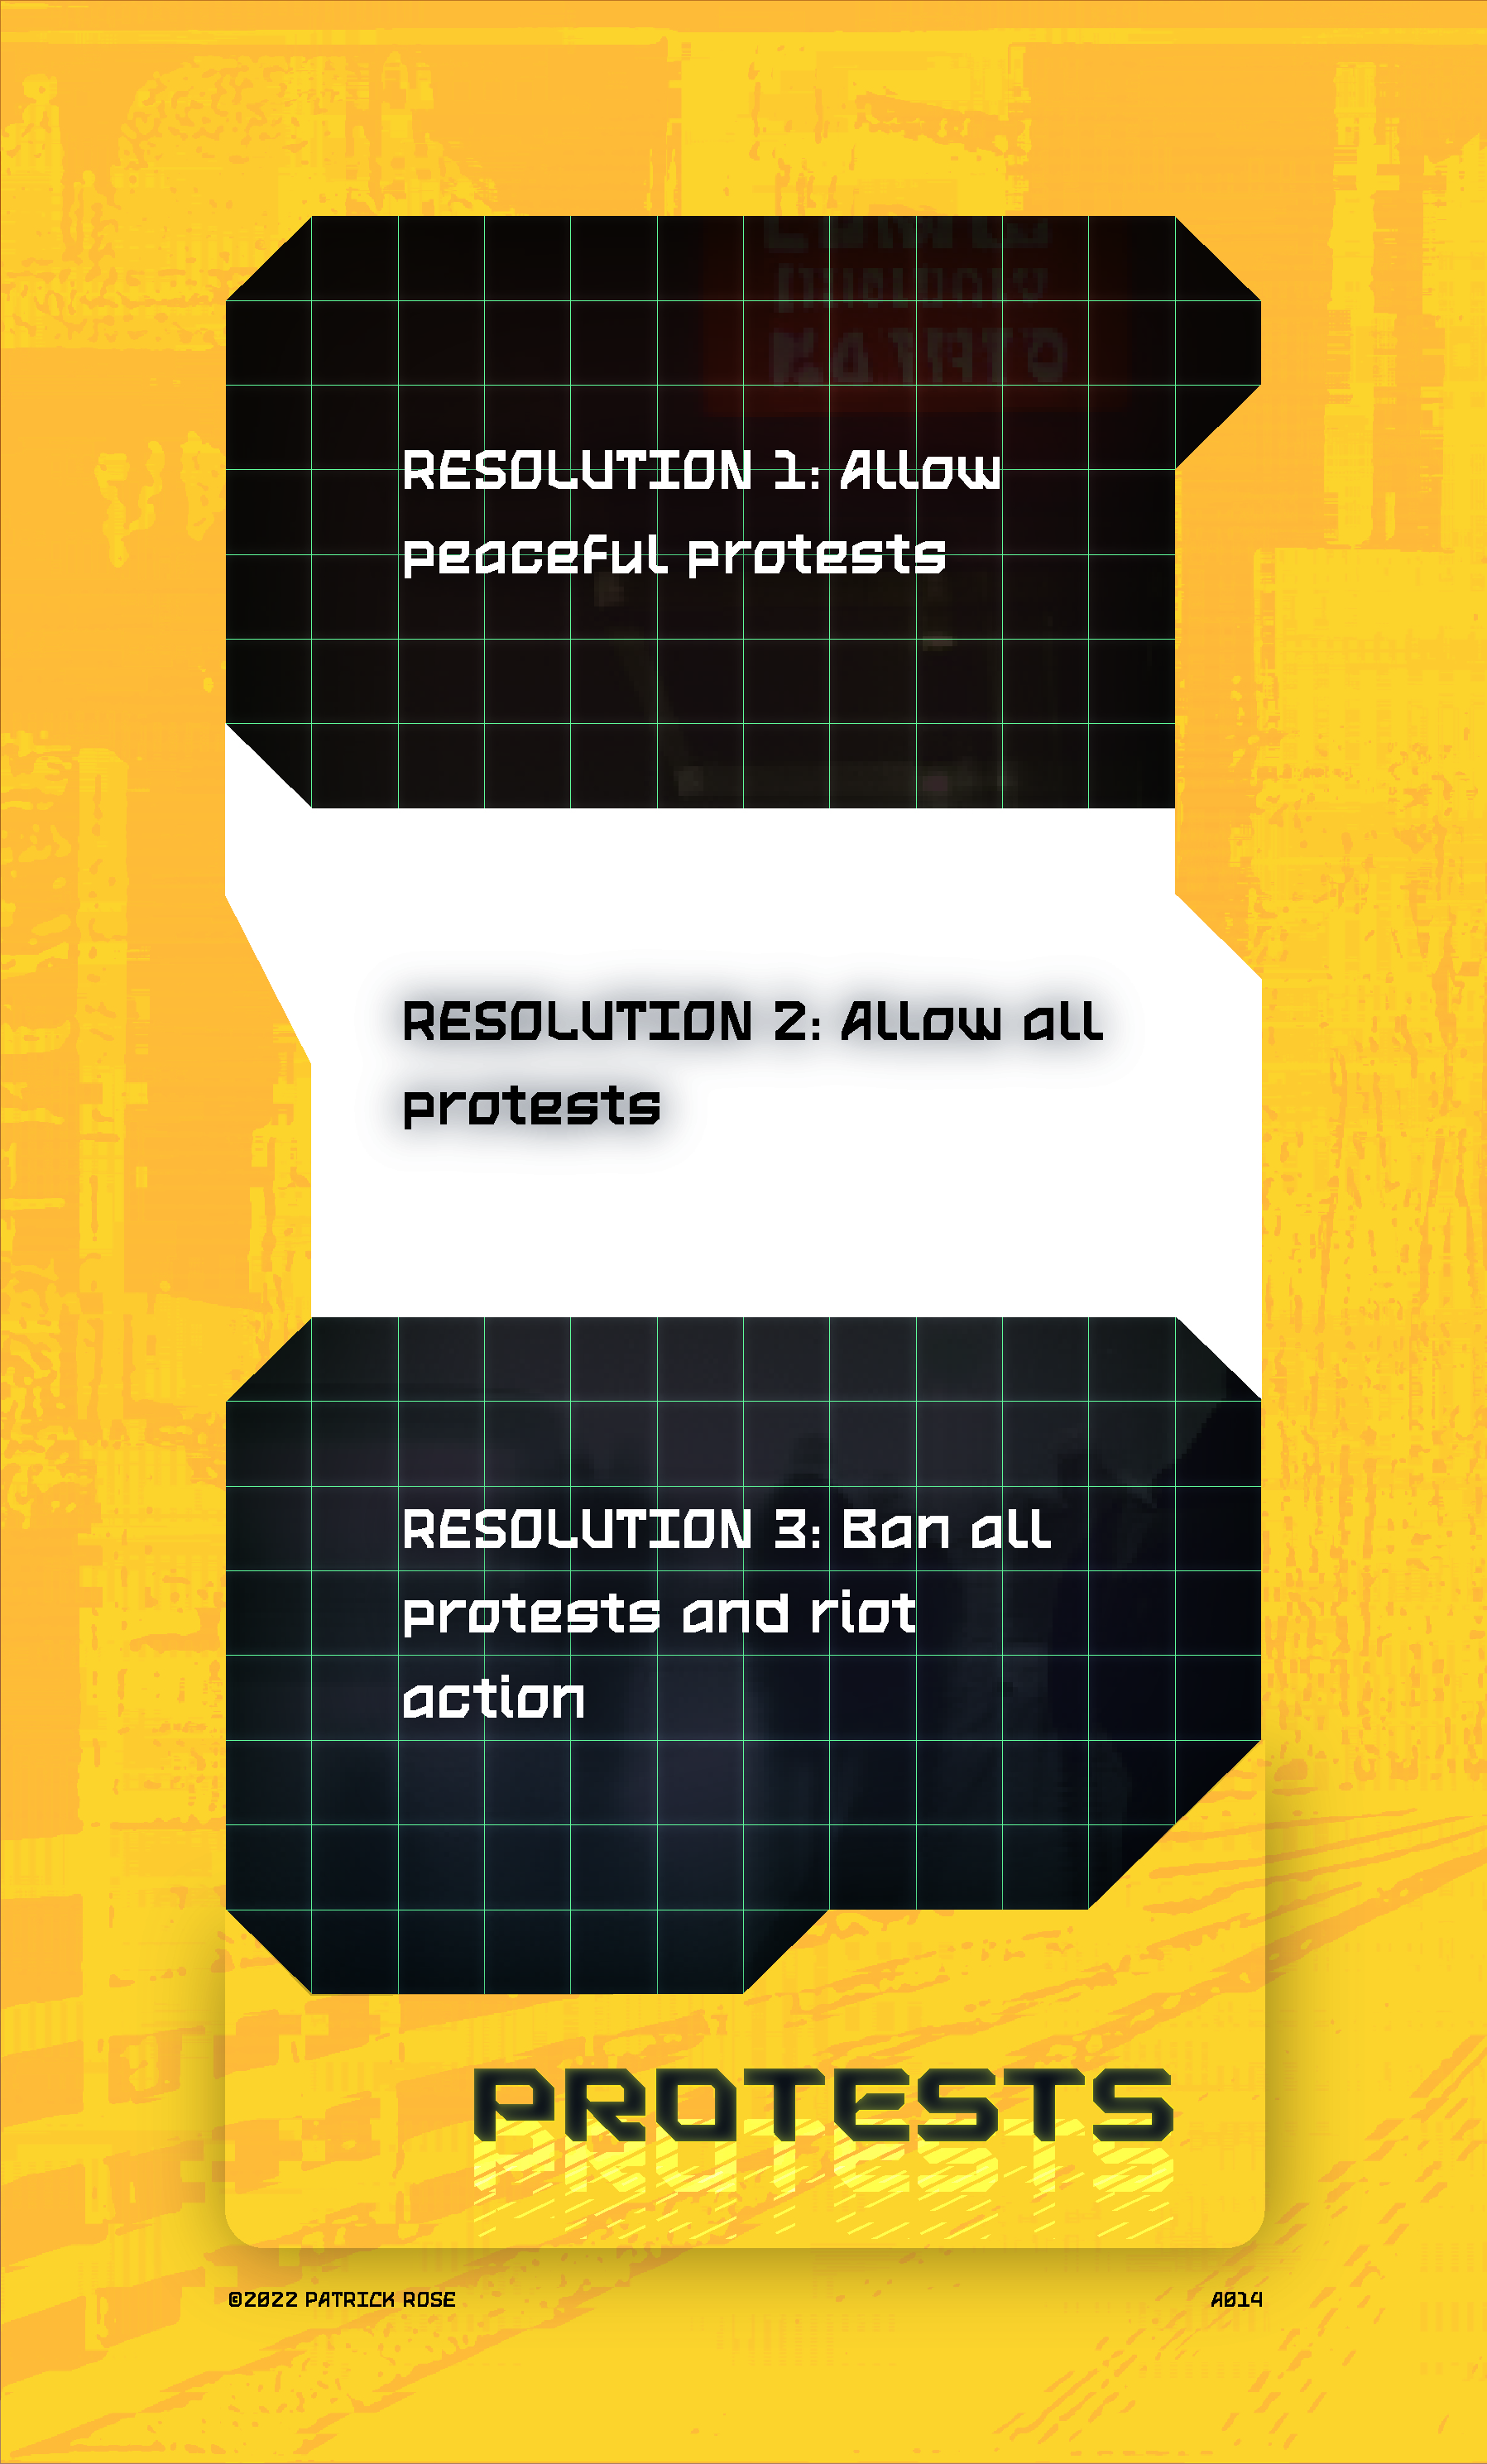 RESOLUTION 1: Allow
peaceful protests
RESOLUTION 2: Allow all
protests
RESOLUTION 3: Ban all
protests and riot
action
PROTESTS
©2022 PATRICK ROSE
A014